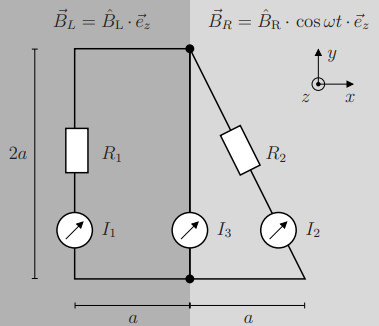 $\vec{B}_L = \hat{B}_{\mathrm{L}} \cdot \vec{e}_z$ $\vec{B}_R = \hat{B}_{\mathrm{R}} \cdot \cos \omega t \cdot \vec{e}_z$
y
z x
2a R_1 R_2
I_1 I_3 I_2
a a